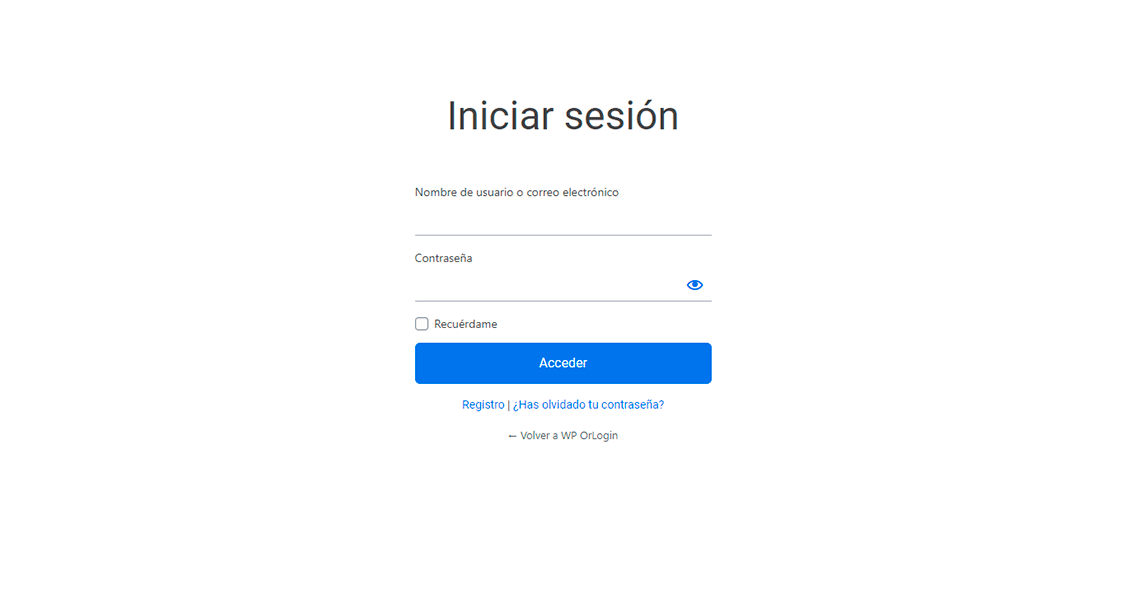 Iniciar sesión
Nombre de usuario o correo electrónico
Contraseña
Recuérdame
Acceder
Registro | ¿Has olvidado tu contraseña?
← Volver a WP OrLogin